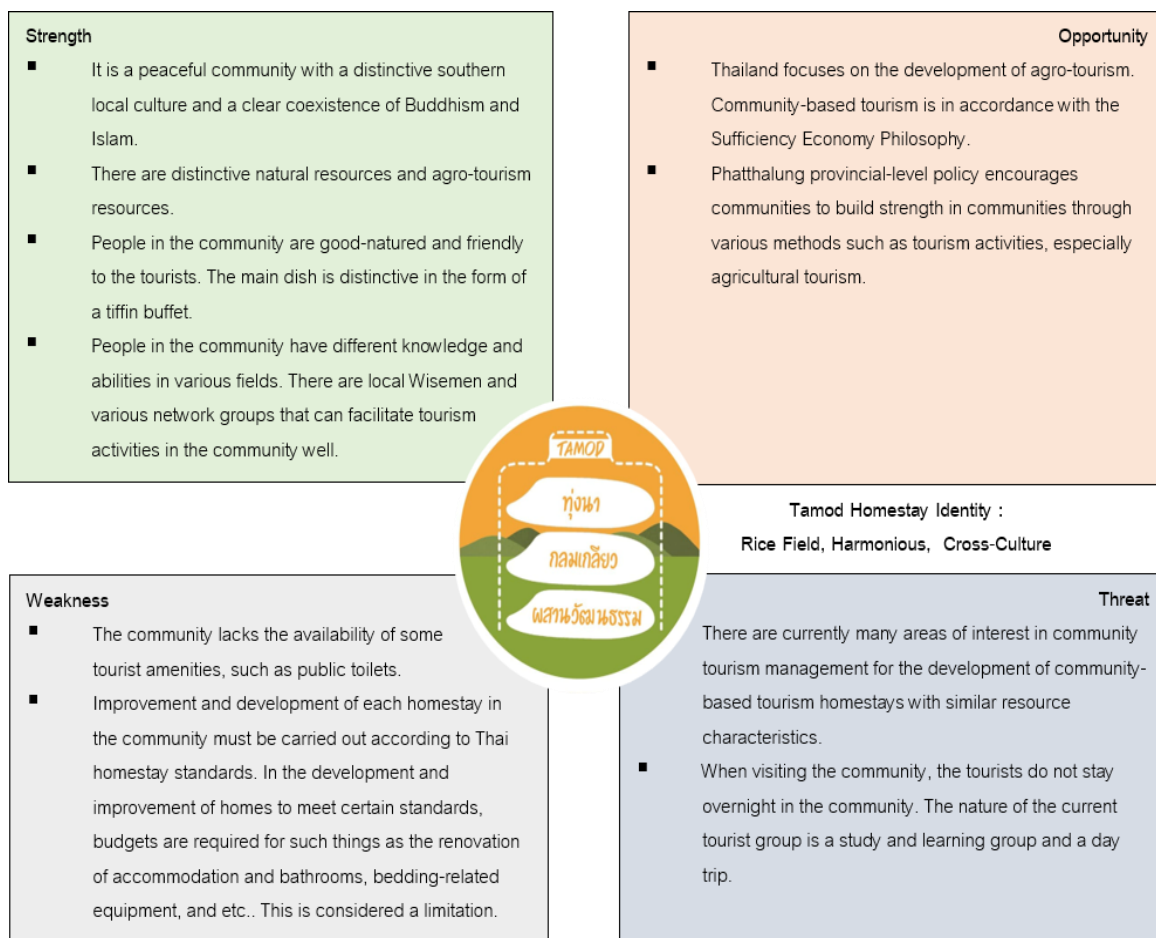 Strength
▪ It is a peaceful community with a distinctive southern
local culture and a clear coexistence of Buddhism and
Islam.
▪ There are distinctive natural resources and agro-tourism
resources.
▪ People in the community are good-natured and friendly
to the tourists. The main dish is distinctive in the form of
a tiffin buffet.
▪ People in the community have different knowledge and
abilities in various fields. There are local Wisemen and
various network groups that can facilitate tourism
activities in the community well.
Opportunity
▪ Thailand focuses on the development of agro-tourism.
Community-based tourism is in accordance with the
Sufficiency Economy Philosophy.
▪ Phatthalung provincial-level policy encourages
communities to build strength in communities through
various methods such as tourism activities, especially
agricultural tourism.
TAMOD
ทุ่งนา
กลมเกลียว
ผสานวัฒนธรรม
Tamod Homestay Identity :
Rice Field, Harmonious, Cross-Culture
Weakness
▪ The community lacks the availability of some
tourist amenities, such as public toilets.
▪ Improvement and development of each homestay in
the community must be carried out according to Thai
homestay standards. In the development and
improvement of homes to meet certain standards,
budgets are required for such things as the renovation
of accommodation and bathrooms, bedding-related
equipment, and etc.. This is considered a limitation.
Threat
There are currently many areas of interest in community
tourism management for the development of community-
based tourism homestays with similar resource
characteristics.
▪ When visiting the community, the tourists do not stay
overnight in the community. The nature of the current
tourist group is a study and learning group and a day
trip.